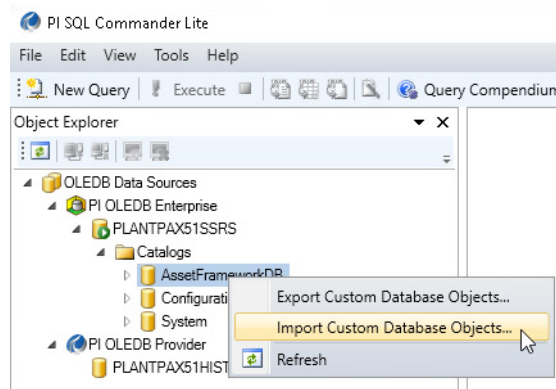 PI SQL Commander Lite
File Edit View Tools Help
New Query Execute Query Compendium
Object Explorer
OLEDB Data Sources
PI OLEDB Enterprise
PLANTPAX51SSRS
Catalogs
AssetFrameworkDB
Configurati
Export Custom Database Objects...
System
Import Custom Database Objects...
PI OLEDB Provider
Refresh
PLANTPAX51HIST